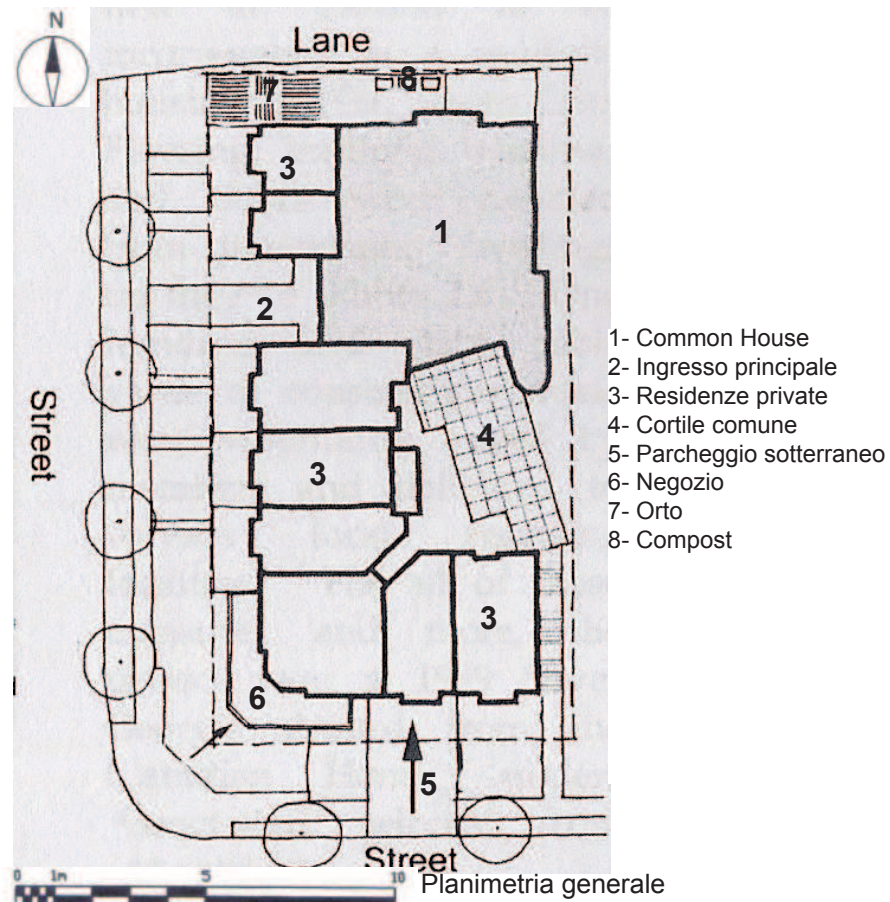 N
Lane
7
8
3
1
2
Street
3
4
3
6
5
Street
1- Common House
2- Ingresso principale
3- Residenze private
4- Cortile comune
5- Parcheggio sotterraneo
6- Negozio
7- Orto
8- Compost
0 1m 5 10
Planimetria generale